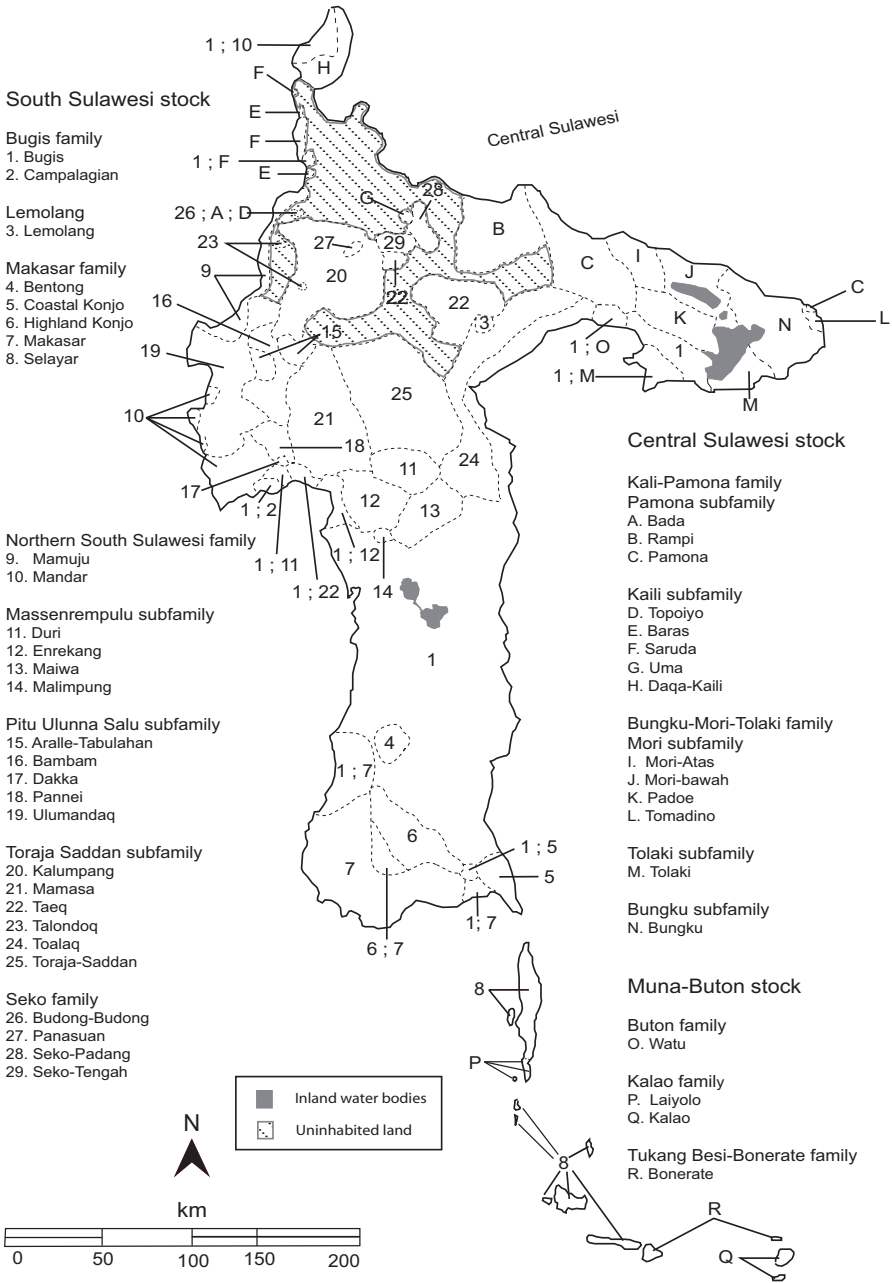 South Sulawesi stock
Bugis family
1. Bugis
2. Campalagian
Lemolang
3. Lemolang
Makasar family
4. Bentong
5. Coastal Konjo
6. Highland Konjo
7. Makasar
8. Selayar
Northern South Sulawesi family
9. Mamuju
10. Mandar
Massenrempulu subfamily
11. Duri
12. Enrekang
13. Maiwa
14. Malimpung
Pitu Ulunna Salu subfamily
15. Aralle-Tabulahan
16. Bambam
17. Dakka
18. Pannei
19. Ulumandaq
Toraja Saddan subfamily
20. Kalumpang
21. Mamasa
22. Taeq
23. Talondoq
24. Toalaq
25. Toraja-Saddan
Seko family
26. Budong-Budong
27. Panasuan
28. Seko-Padang
29. Seko-Tengah
1 ; 10
H
F
E
F
1 ; F
E
Central Sulawesi
26 ; A ; D
G
28
B
23
27
29
20
9
22
22
16
15
3
19
C
I
J
K
N
C
L
1 ; O
1
1 ; M
M
25
10
21
18
11
24
17
12
13
1 ; 2
1 ; 11
1 ; 12
1 ; 22
14
1
4
1 ; 7
6
7
1 ; 5
5
1; 7
6 ; 7
8
P
8
R
Q
Central Sulawesi stock
Kali-Pamona family
Pamona subfamily
A. Bada
B. Rampi
C. Pamona
Kaili subfamily
D. Topoiyo
E. Baras
F. Saruda
G. Uma
H. Daqa-Kaili
Bungku-Mori-Tolaki family
Mori subfamily
I. Mori-Atas
J. Mori-bawah
K. Padoe
L. Tomadino
Tolaki subfamily
M. Tolaki
Bungku subfamily
N. Bungku
Muna-Buton stock
Buton family
O. Watu
Kalao family
P. Laiyolo
Q. Kalao
Tukang Besi-Bonerate family
R. Bonerate
Inland water bodies
Uninhabited land
N
km
0 50 100 150 200